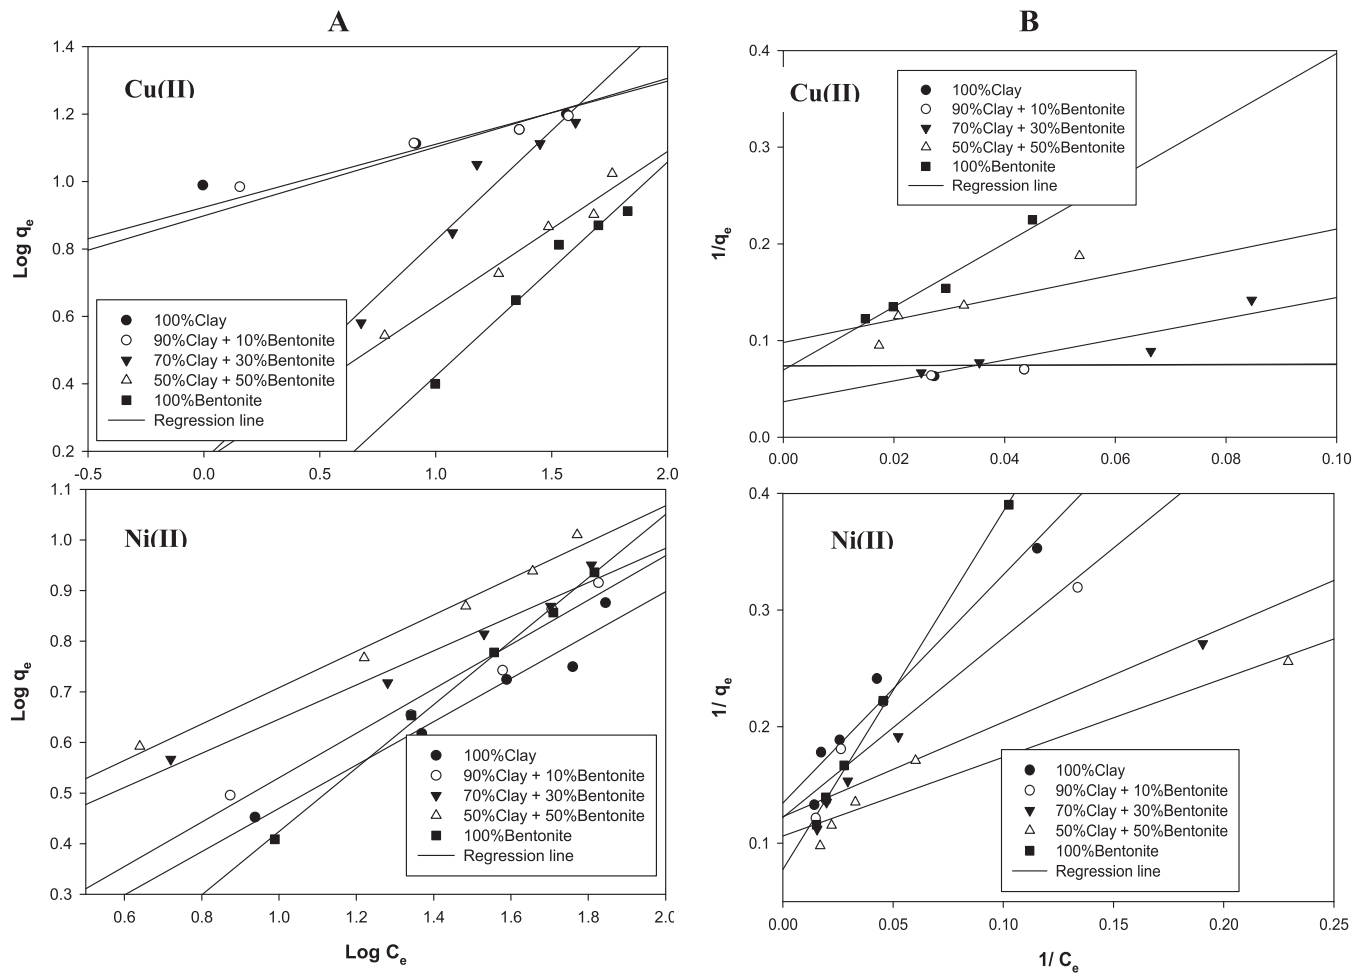 A
B
1.4
1.2
1.0
0.8
0.6
0.4
0.2
Log qe
Cu(II)
100%Clay
90%Clay + 10%Bentonite
70%Clay + 30%Bentonite
50%Clay + 50%Bentonite
100%Bentonite
Regression line
-0.5 0.0 0.5 1.0 1.5 2.0
0.4
0.3
0.2
0.1
0.0
1/qe
Cu(II)
100%Clay
90%Clay + 10%Bentonite
70%Clay + 30%Bentonite
50%Clay + 50%Bentonite
100%Bentonite
Regression line
0.00 0.02 0.04 0.06 0.08 0.10
1.1
1.0
0.9
0.8
0.7
0.6
0.5
0.4
0.3
Log qe
Ni(II)
100%Clay
90%Clay + 10%Bentonite
70%Clay + 30%Bentonite
50%Clay + 50%Bentonite
100%Bentonite
Regression line
0.6 0.8 1.0 1.2 1.4 1.6 1.8 2.0
Log Ce
0.4
0.3
0.2
0.1
1/ qe
Ni(II)
100%Clay
90%Clay + 10%Bentonite
70%Clay + 30%Bentonite
50%Clay + 50%Bentonite
100%Bentonite
Regression line
0.00 0.05 0.10 0.15 0.20 0.25
1/ Ce